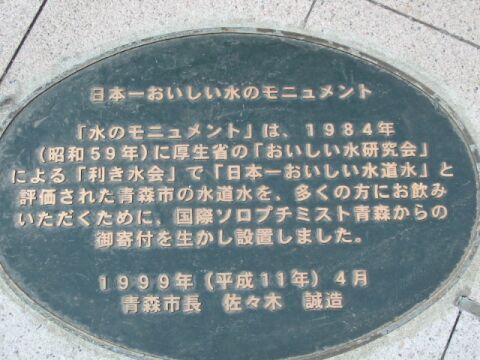 日本一おいしい水のモニュメント
「水のモニュメント」は、1984年
(昭和59年)に厚生省の「おいしい水研究会」
による「利き水会」で「日本一おいしい水道水」と
評価された青森市の水道水を、多くの方にお飲み
いただくために、国際ソロプチミスト青森からの
御寄付を生かし設置しました。
1999年(平成11年)4月
青森市長 佐々木 誠造